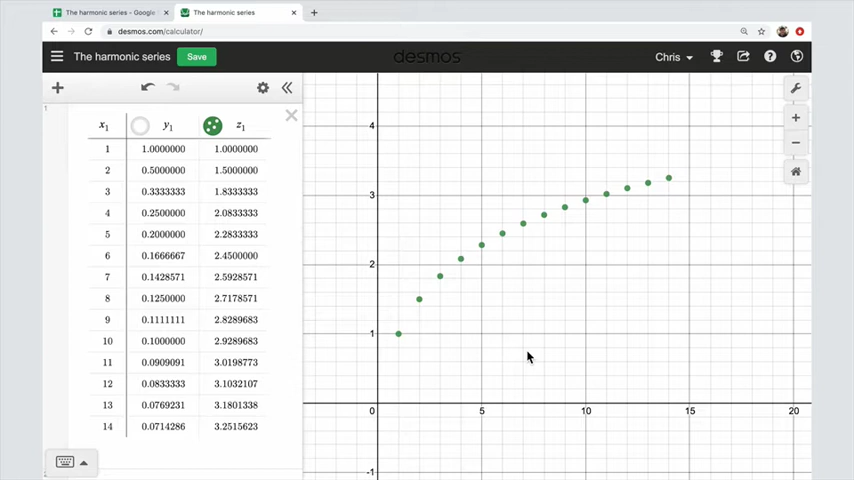 The harmonic series - Google
The harmonic series
desmos.com/calculator/
The harmonic series
Save
desmos
Chris
1
x1 y1 z1
1 1.0000000 1.0000000
2 0.5000000 1.5000000
3 0.3333333 1.8333333
4 0.2500000 2.0833333
5 0.2000000 2.2833333
6 0.1666667 2.4500000
7 0.1428571 2.5928571
8 0.1250000 2.7178571
9 0.1111111 2.8289683
10 0.1000000 2.9289683
11 0.0909091 3.0198773
12 0.0833333 3.1032107
13 0.0769231 3.1801338
14 0.0714286 3.2515623
4
3
2
1
0 5 10 15 20
-1